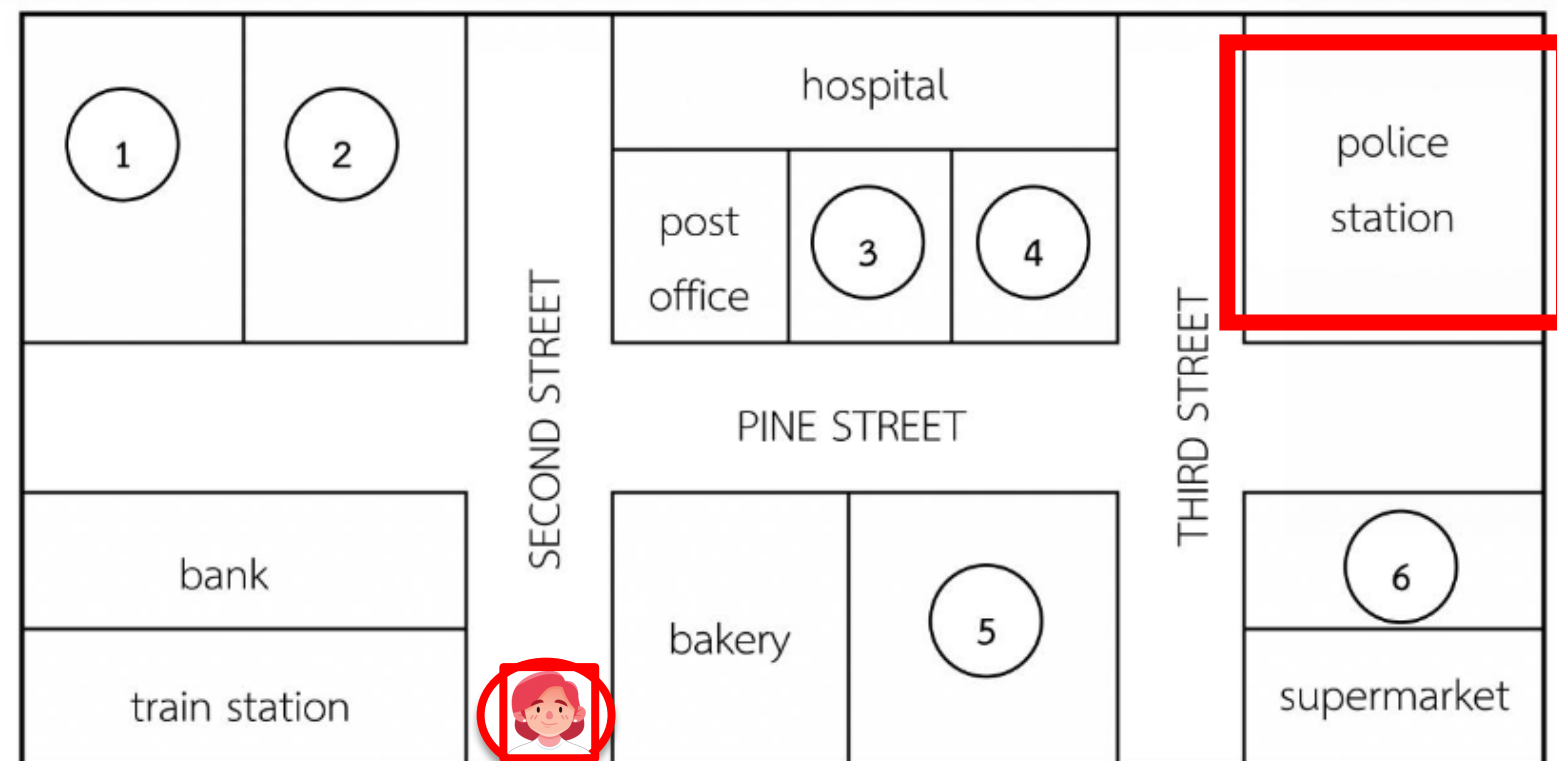 hospital
1
2
police
station
post
office
3
4
SECOND STREET
PINE STREET
THIRD STREET
bank
bakery
5
6
train station
supermarket